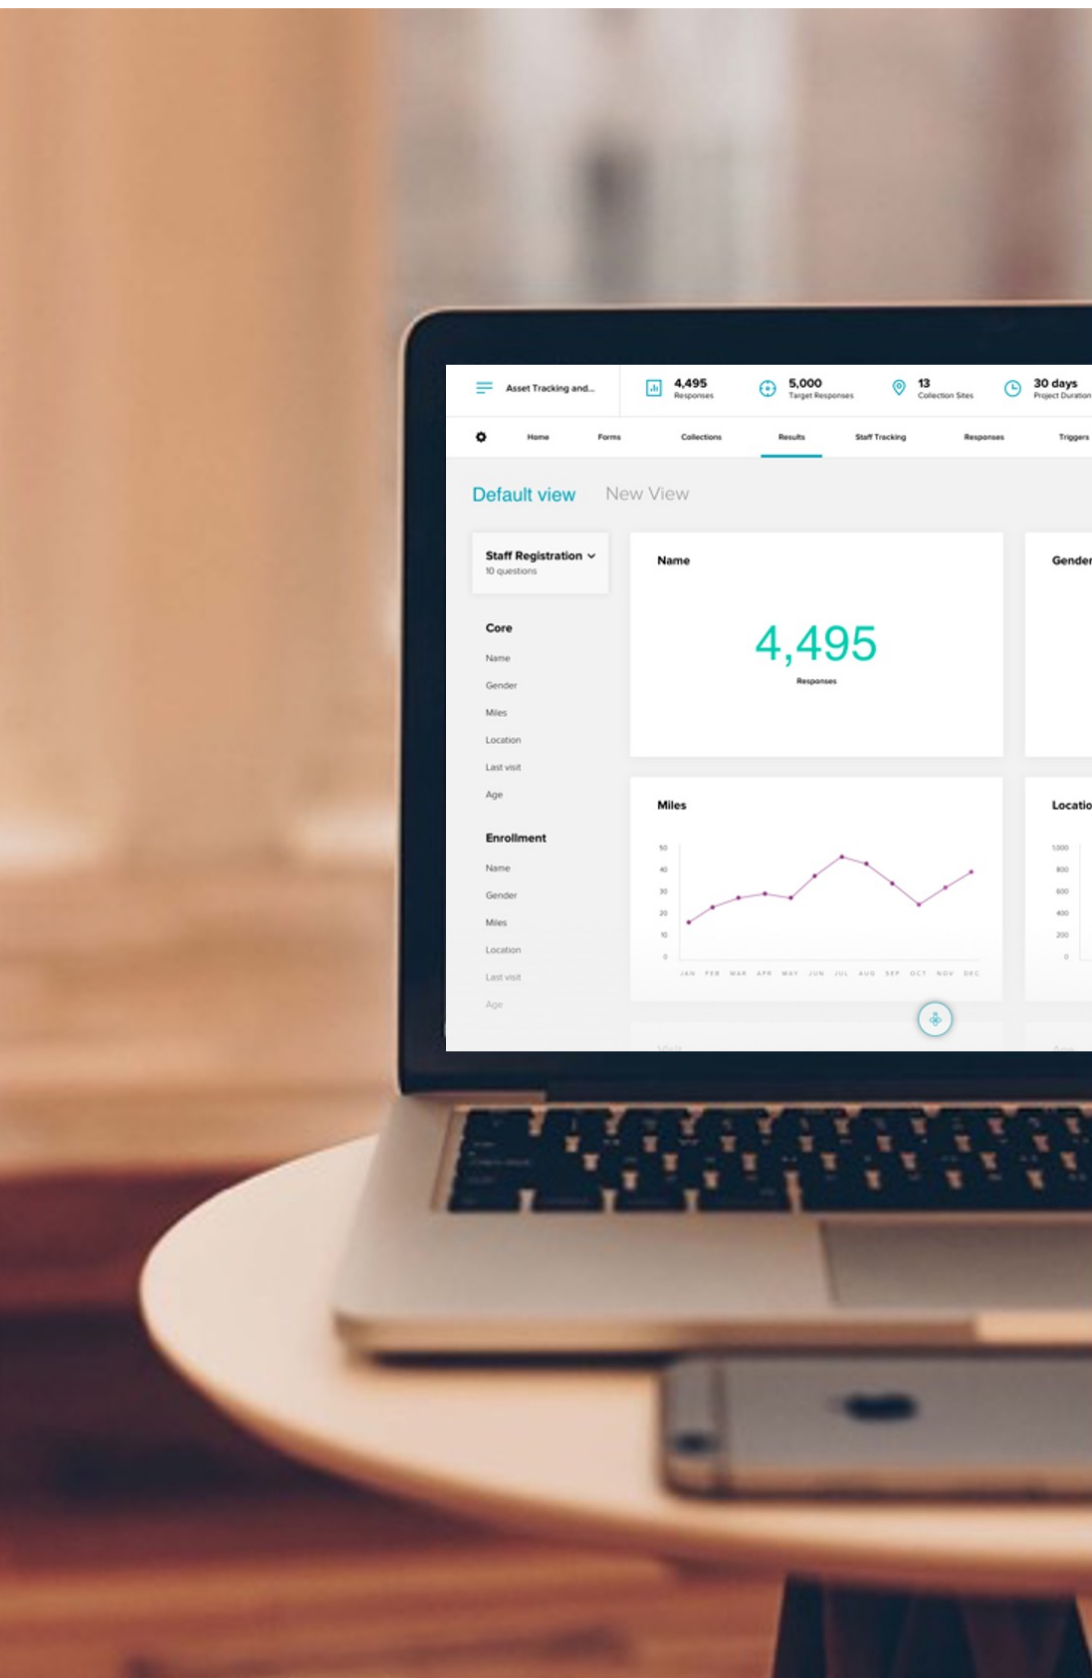 Asset Tracking and...
4,495
Responses
5,000
Target Responses
13
Collection Sites
30 days
Project Duration
Home Forms Collections Results Staff Tracking Responses Triggers
Default view New View
Staff Registration
10 questions
Core
Name
Gender
Miles
Location
Last visit
Age
Enrollment
Name
Gender
Miles
Location
Last visit
Age
Name
4,495
Responses
Gender
Miles
50
40
30
20
10
0
JAN FEB MAR APR MAY JUN JUL AUG SEP OCT NOV DEC
Locatio
1000
800
600
400
200
0